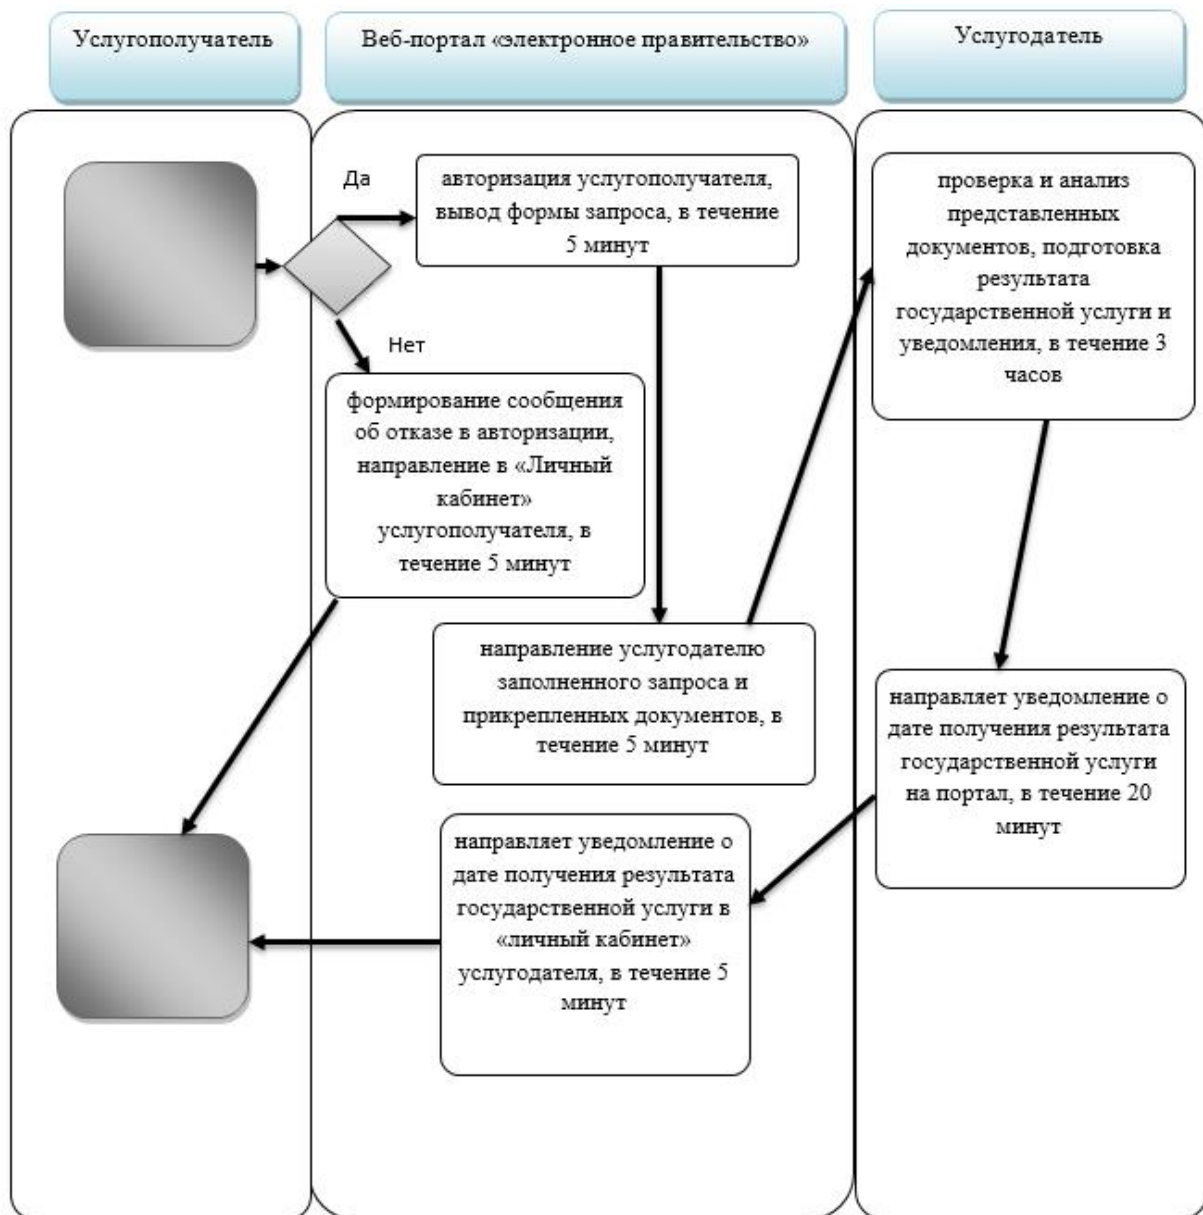 Услугополучатель
Веб-портал «электронное правительство»
Услугодатель
Да
авторизация услугополучателя,
вывод формы запроса, в течение
5 минут
Нет
формирование сообщения
об отказе в авторизации,
направление в «Личный
кабинет»
услугополучателя, в
течение 5 минут
направление услугодателю
заполненного запроса и
прикрепленных документов, в
течение 5 минут
проверка и анализ
представленных
документов, подготовка
результата
государственной услуги и
уведомления, в течение 3
часов
направляет уведомление о
дате получения результата
государственной услуги
на портал, в течение 20
минут
направляет уведомление о
дате получения результата
государственной услуги в
«личный кабинет»
услугодателя, в течение 5
минут